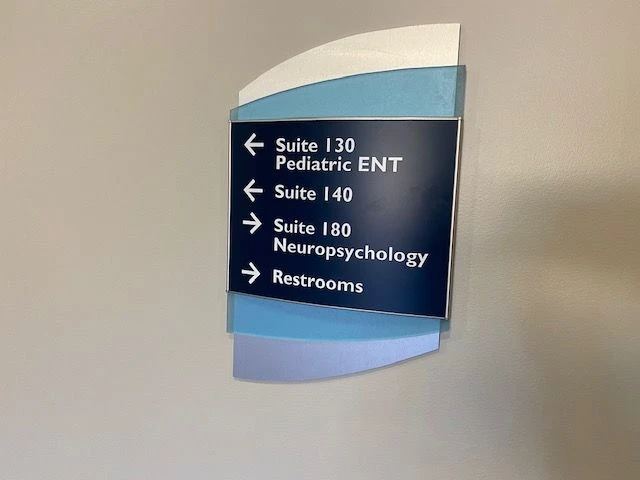 ← Suite 130
Pediatric ENT
← Suite 140
→ Suite 180
Neuropsychology
→ Restrooms